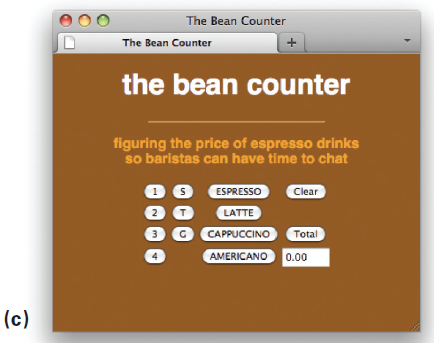 The Bean Counter
The Bean Counter
+
the bean counter
figuring the price of espresso drinks
so baristas can have time to chat
1 S ESPRESSO Clear
2 T LATTE
3 G CAPPUCCINO Total
4 AMERICANO 0.00
(c)